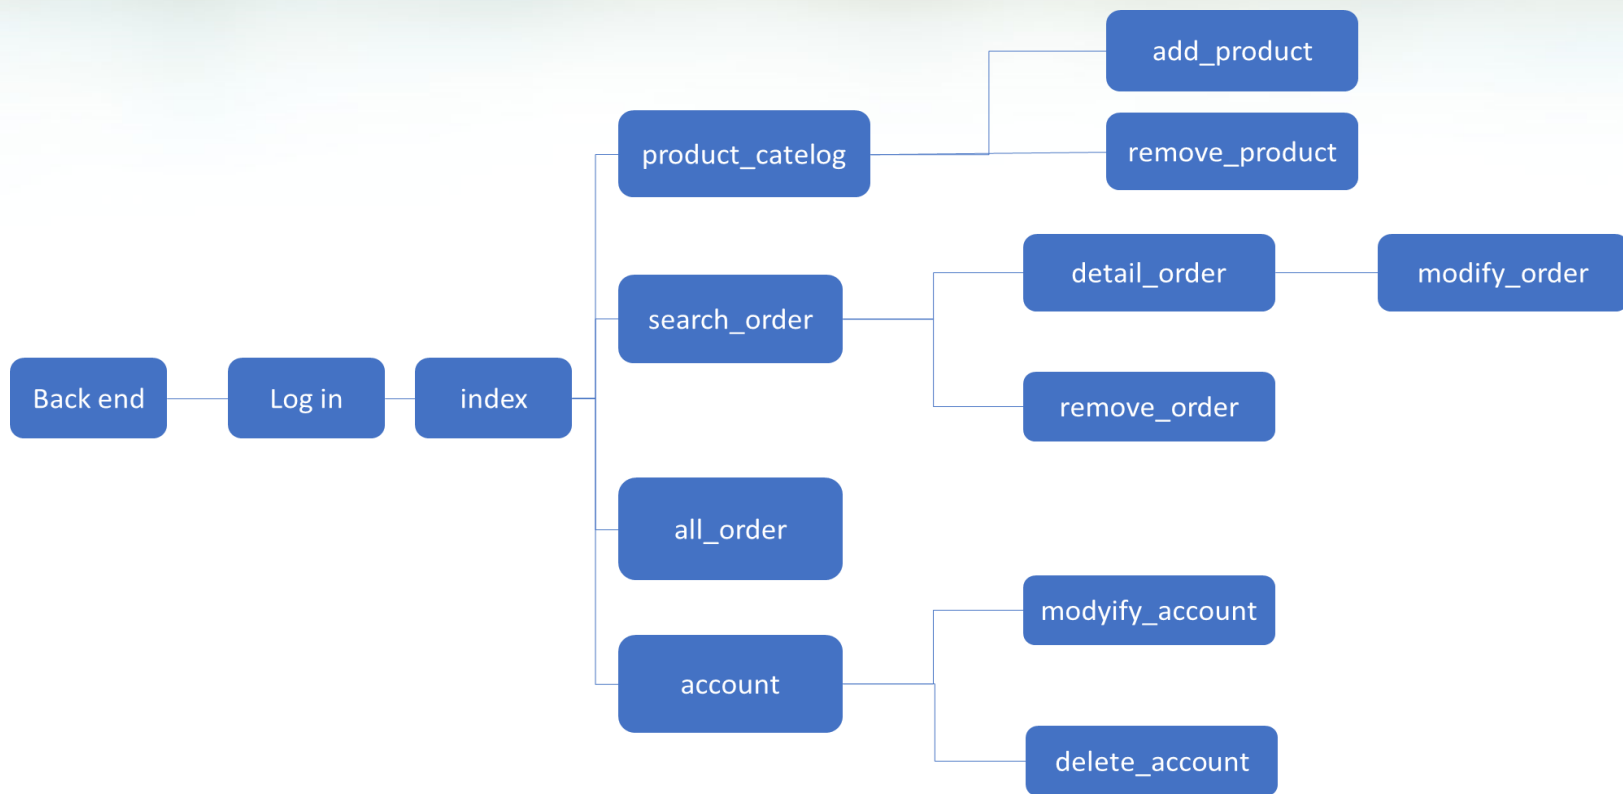 Back end
Log in
index
product_catelog
add_product
remove_product
search_order
detail_order
modify_order
remove_order
all_order
account
modyify_account
delete_account